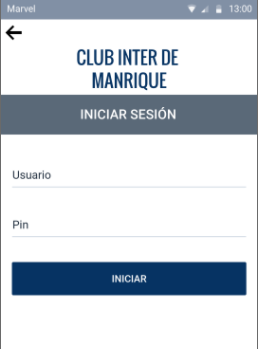 Marvel 13:00
CLUB INTER DE
MANRIQUE
INICIAR SESIÓN
Usuario
Pin
INICIAR